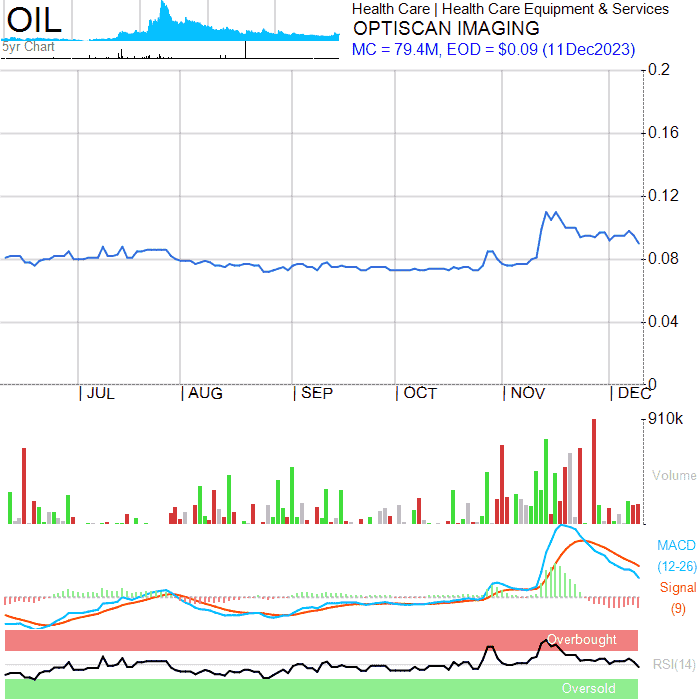 OIL
5yr Chart
Health Care | Health Care Equipment & Services
OPTISCAN IMAGING
MC = 79.4M, EOD = $0.09 (11Dec2023)
0.2
0.16
0.12
0.08
0.04
0
| JUL | AUG | SEP | OCT | NOV | DEC
910k
Volume
MACD
(12-26)
Signal
(9)
Overbought
RSI(14)
Oversold